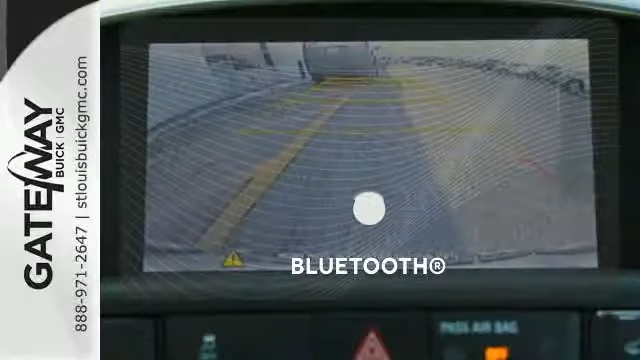 GATEWAY
BUICK | GMC
888-971-2647 | stlouisbuickgmc.com
BLUETOOTH®
PASS AIR BAG